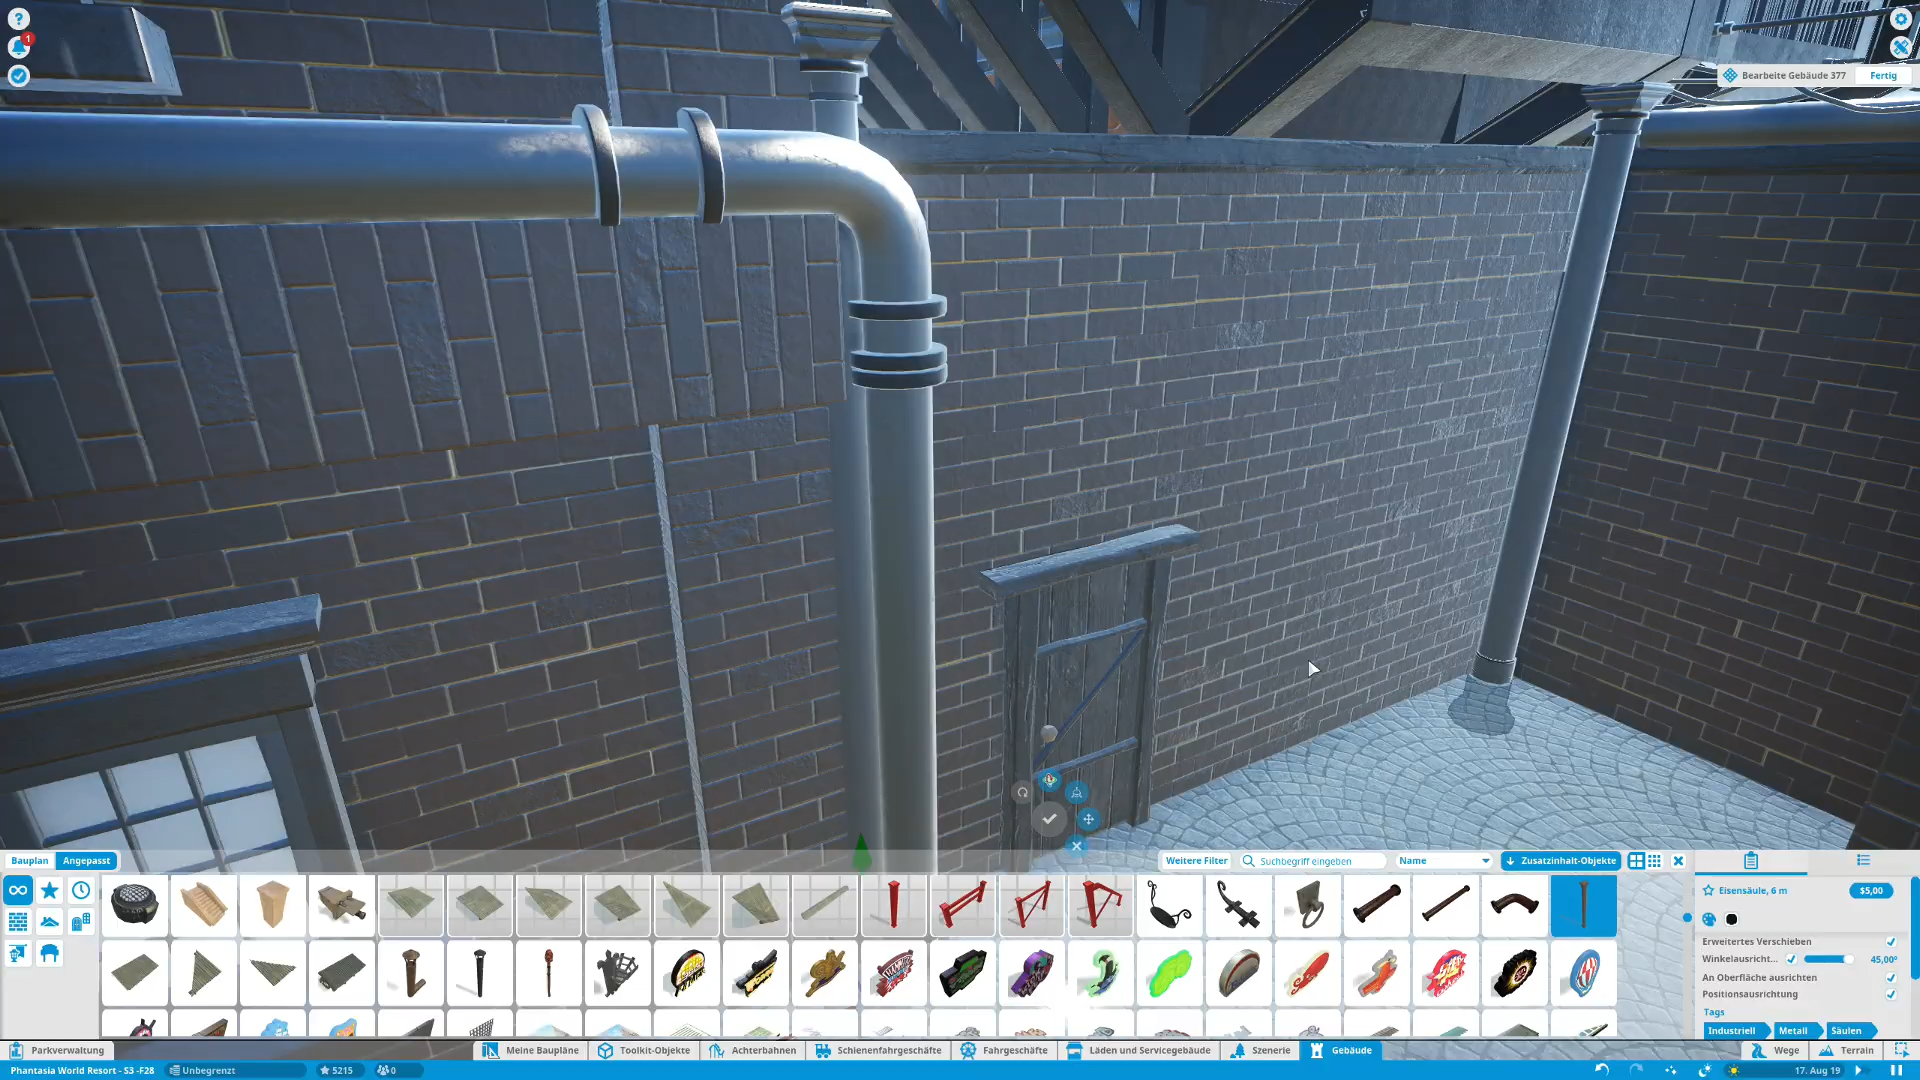 ?
1
Bearbeite Gebäude 377
Fertig
Bauplan
Angepasst
Weitere Filter
Suchbegriff eingeben
Name
Zusatzinhalt-Objekte
Eisensäule, 6 m
$5,00
Erweitertes Verschieben
Winkelausricht...
45,00°
An Oberfläche ausrichten
Positionsausrichtung
Tags
Industriell
Metall
Säulen
Parkverwaltung
Meine Baupläne
Toolkit-Objekte
Achterbahnen
Schienenfahrgeschäfte
Fahrgeschäfte
Läden und Servicegebäude
Szenerie
Gebäude
Wege
Terrain
Phantasia World Resort - S3 -F28
Unbegrenzt
5215
0
17. Aug 19